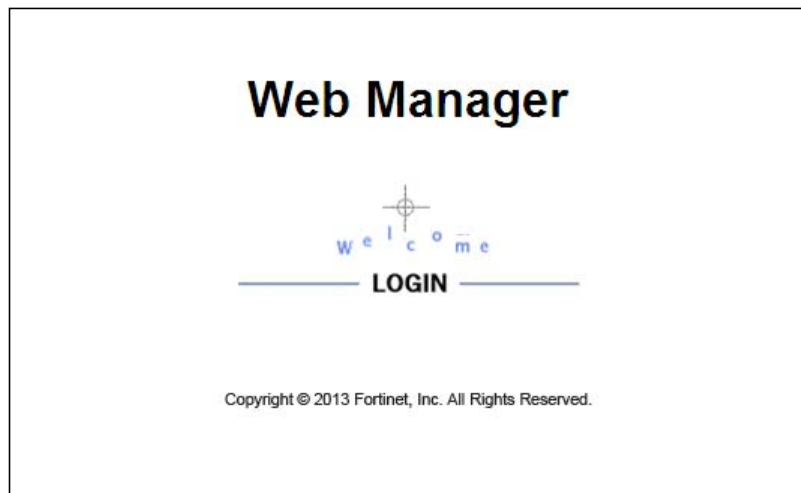 Web Manager
Welcome
LOGIN
Copyright © 2013 Fortinet, Inc. All Rights Reserved.